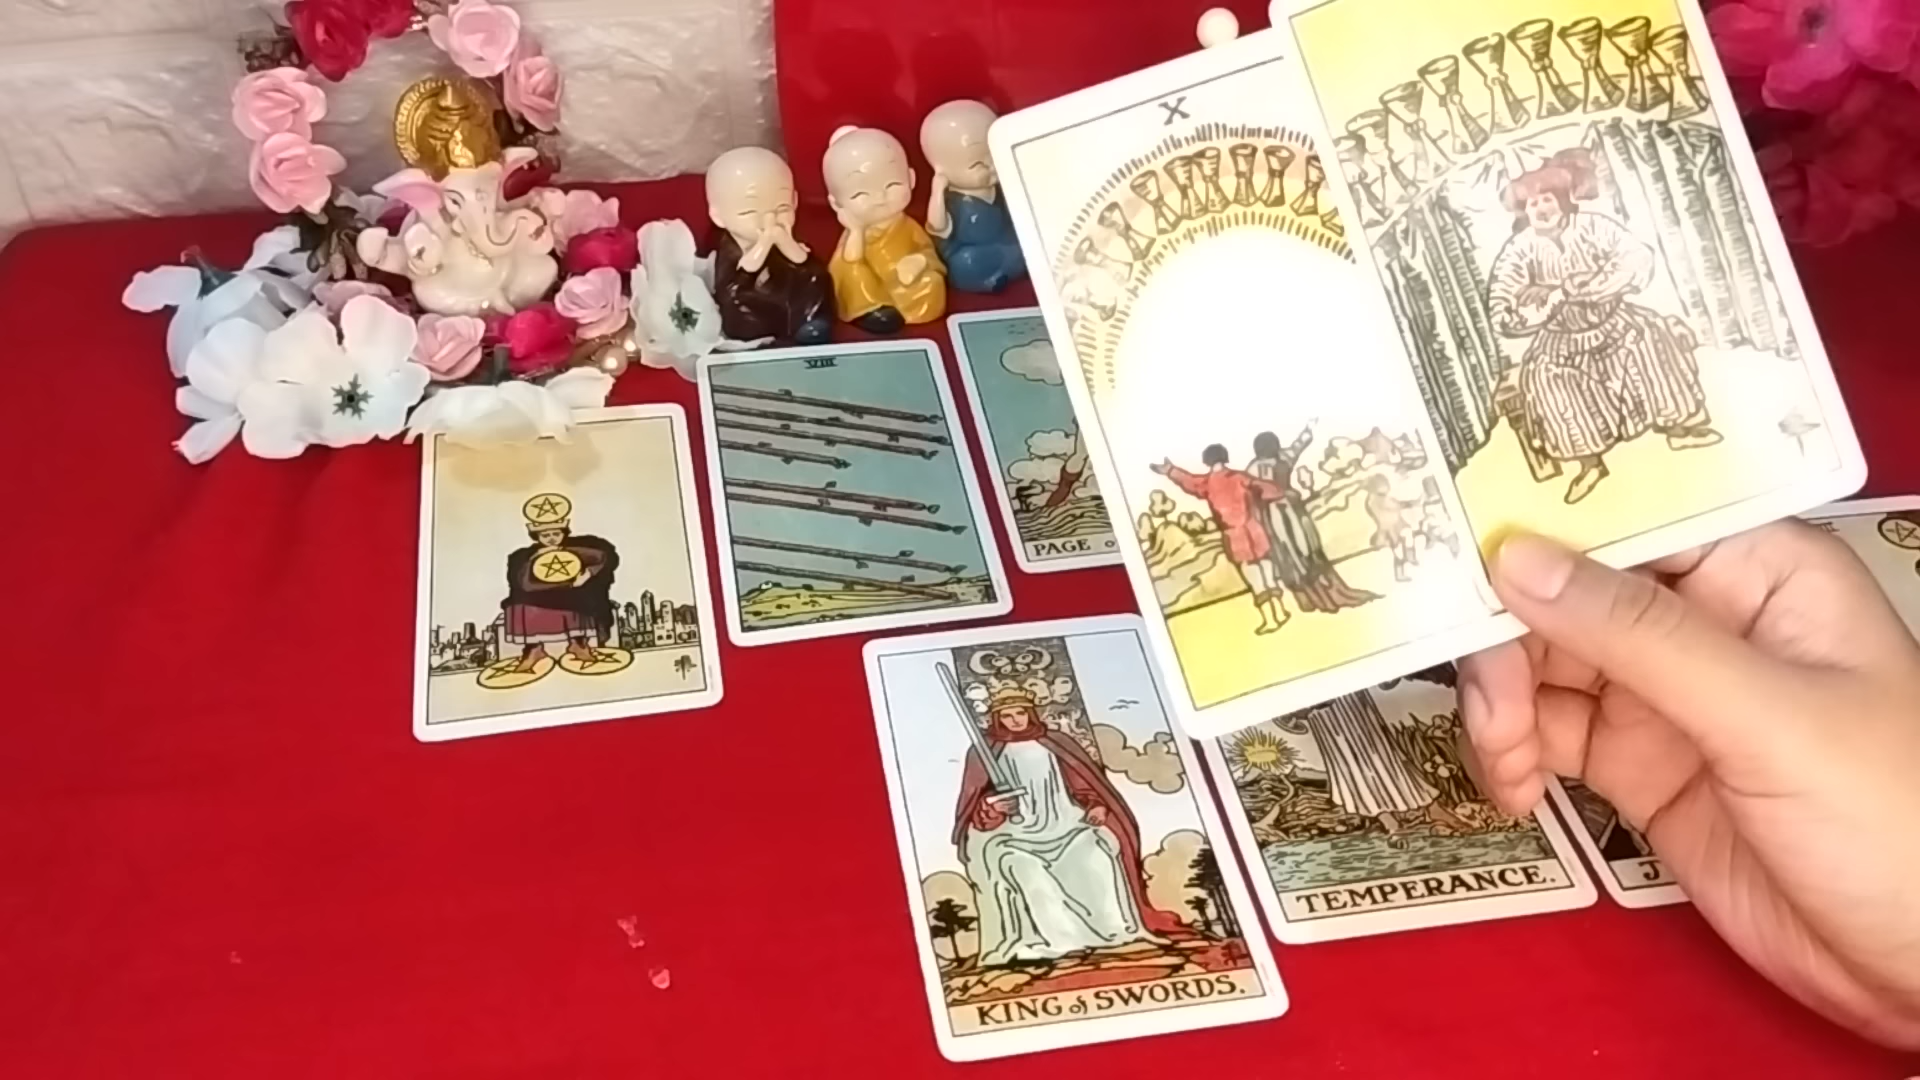 X
VIII
PAGE o
KING of SWORDS.
TEMPERANCE.
J